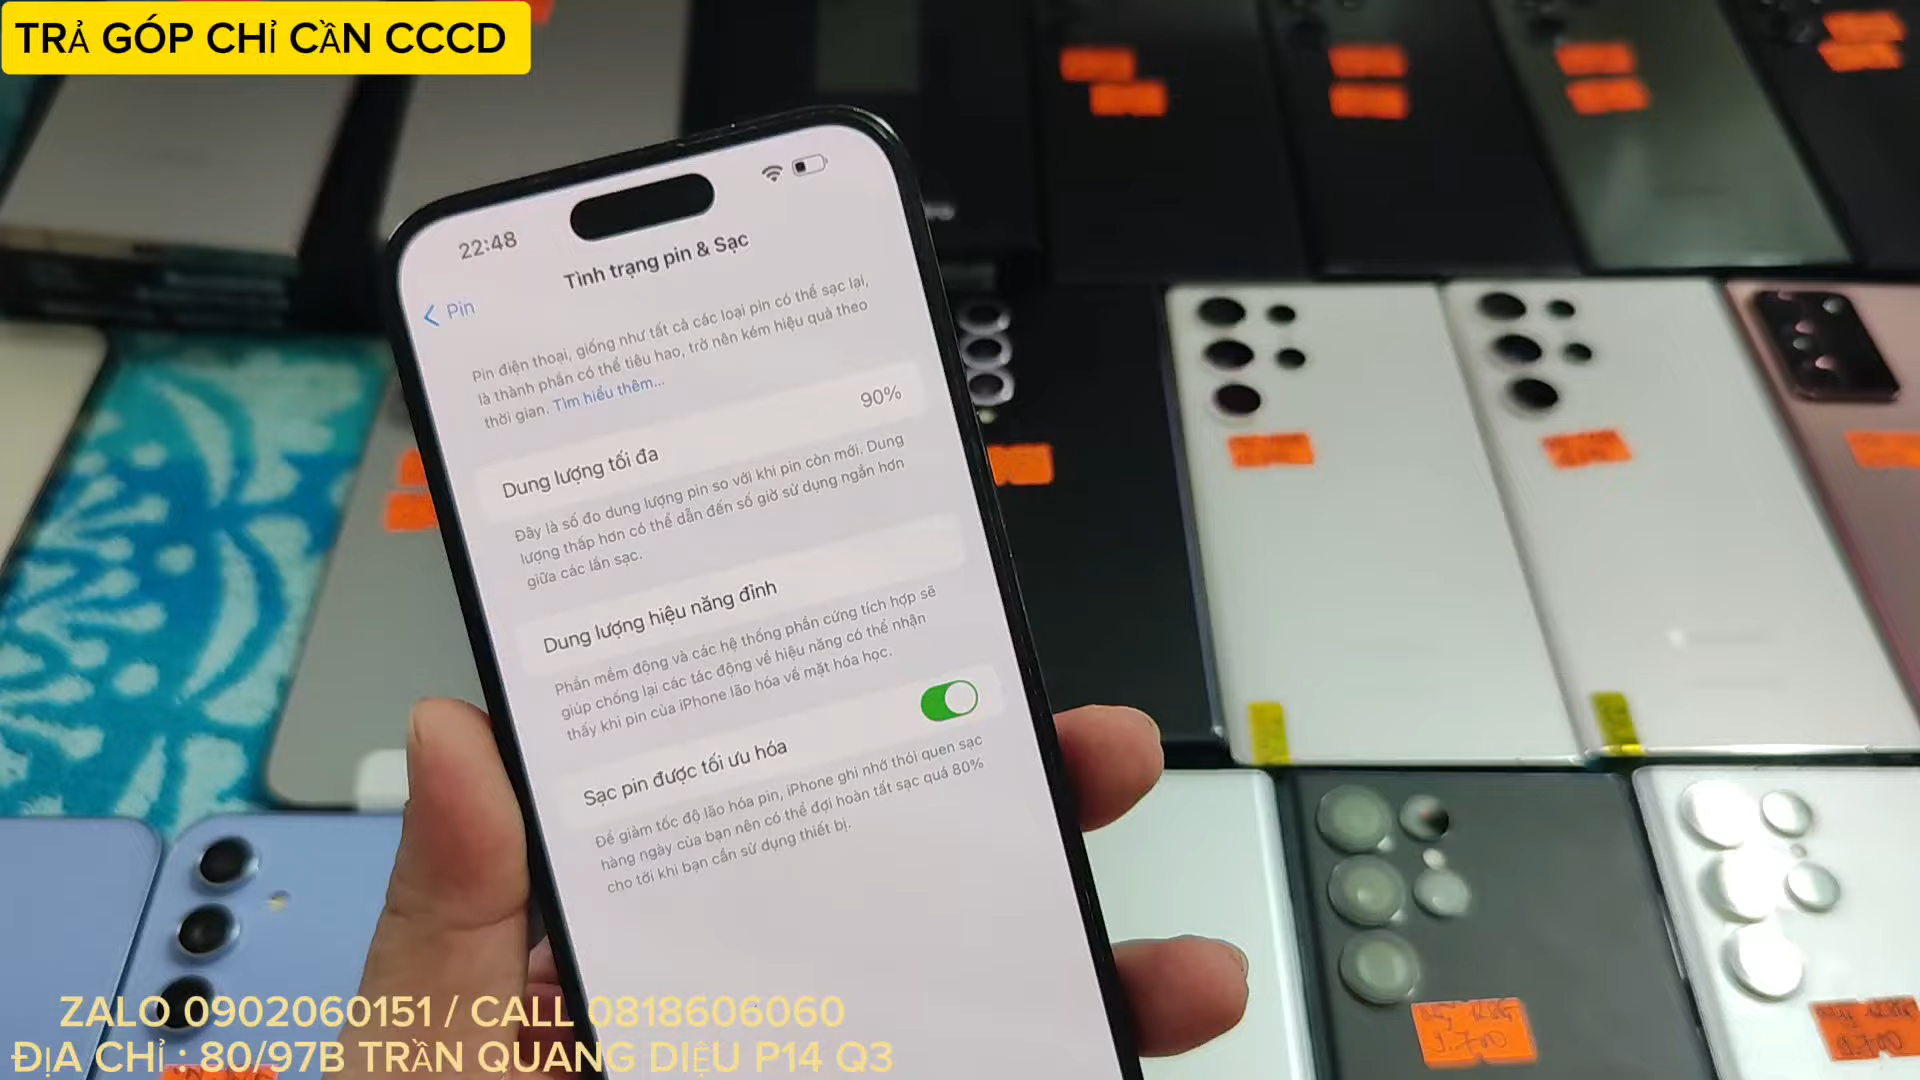 TRẢ GÓP CHỈ CẦN CCCD
22:48
Tình trạng pin & Sạc
Pin
Pin điện thoại, giống như tất cả các loại pin có thể sạc lại,
là thành phần có thể tiêu hao, trở nên kém hiệu quả theo
thời gian. Tìm hiểu thêm...
Dung lượng tối đa 90%
Đây là số đo dung lượng pin so với khi pin còn mới. Dung
lượng thấp hơn có thể dẫn đến số giờ sử dụng ngắn hơn
giữa các lần sạc.
Dung lượng hiệu năng đỉnh
Phần mềm động và các hệ thống phần cứng tích hợp sẽ
giúp chống lại các tác động về hiệu năng có thể nhận
thấy khi pin của iPhone lão hóa về mặt hóa học.
Sạc pin được tối ưu hóa
Để giảm tốc độ lão hóa pin, iPhone ghi nhớ thói quen sạc
hàng ngày của bạn nên có thể đợi hoàn tất sạc quá 80%
cho tới khi bạn cần sử dụng thiết bị.
9.700
9.700
ZALO 0902060151 / CALL 0818606060
ĐỊA CHỈ : 80/97B TRẦN QUANG DIỆU P14 Q3